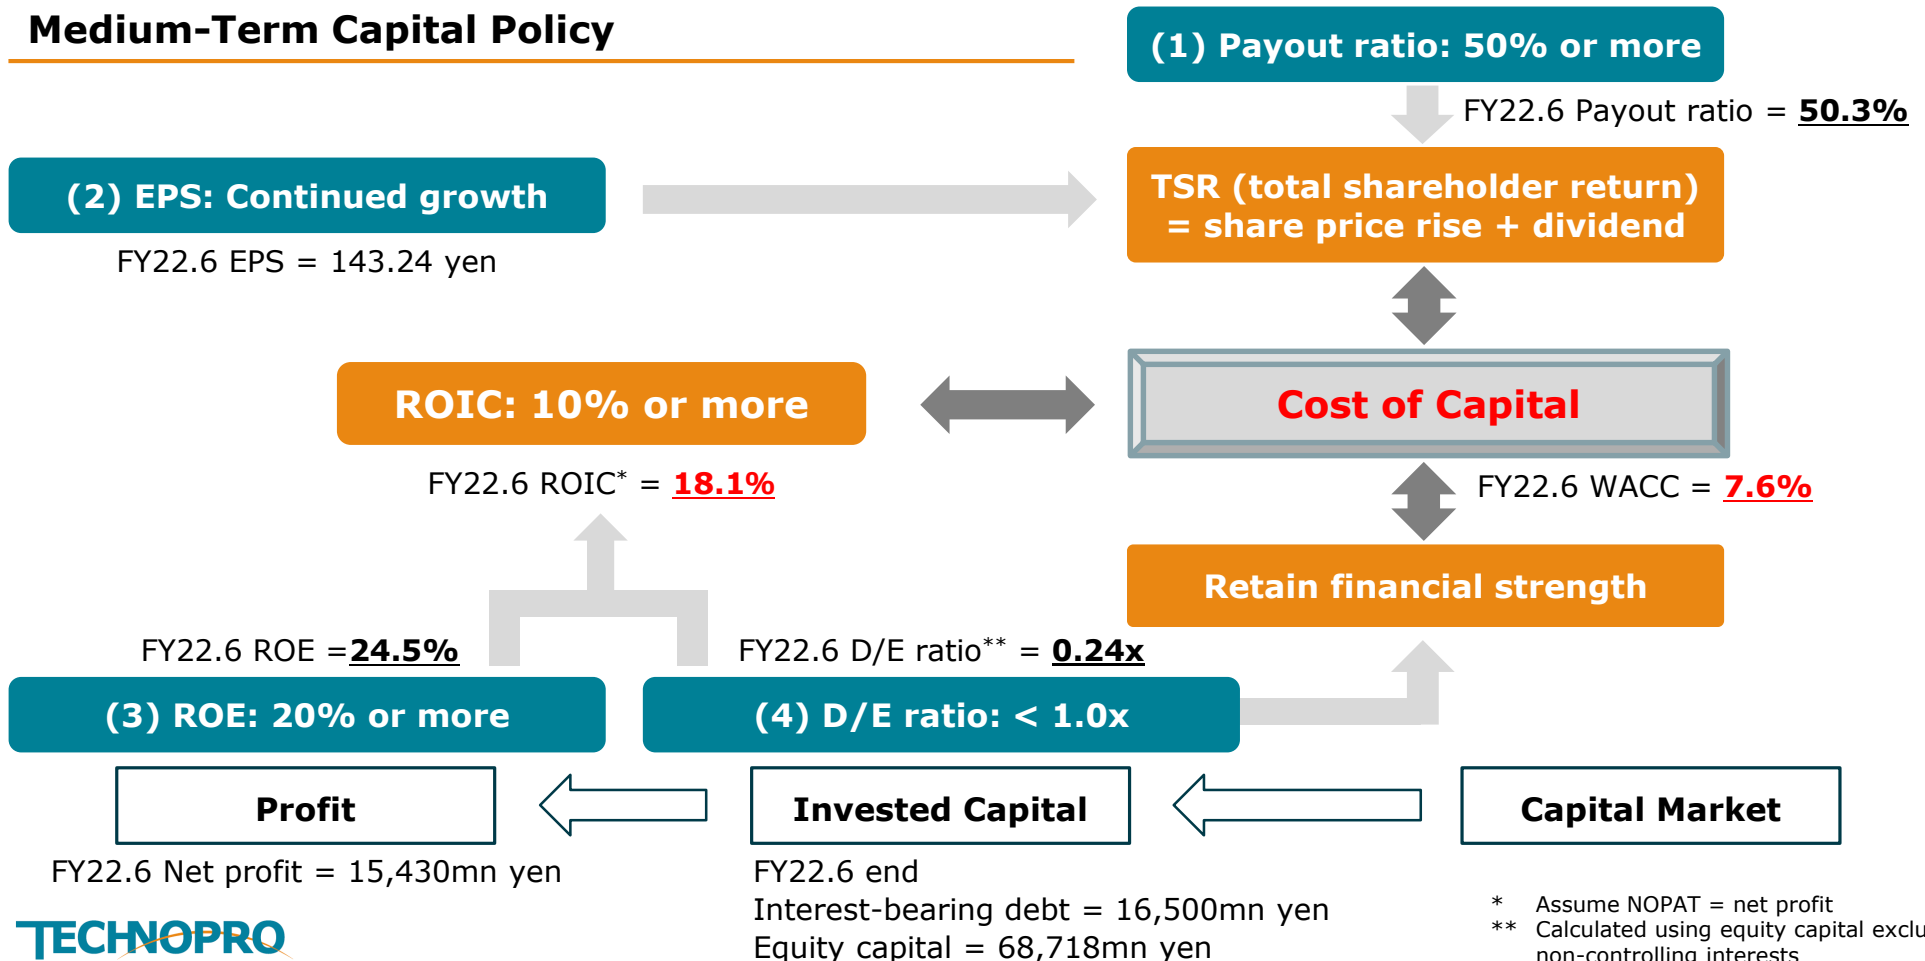 Medium-Term Capital Policy
(1) Payout ratio: 50% or more
FY22.6 Payout ratio = 50.3%
(2) EPS: Continued growth
FY22.6 EPS = 143.24 yen
TSR (total shareholder return)
= share price rise + dividend
ROIC: 10% or more
FY22.6 ROIC* = 18.1%
Cost of Capital
FY22.6 WACC = 7.6%
Retain financial strength
FY22.6 ROE =24.5%
FY22.6 D/E ratio** = 0.24x
(3) ROE: 20% or more
(4) D/E ratio: < 1.0x
Profit
Invested Capital
Capital Market
FY22.6 Net profit = 15,430mn yen
FY22.6 end
Interest-bearing debt = 16,500mn yen
Equity capital = 68,718mn yen
* Assume NOPAT = net profit
** Calculated using equity capital exclu
non-controlling interests
TECHNOPRO